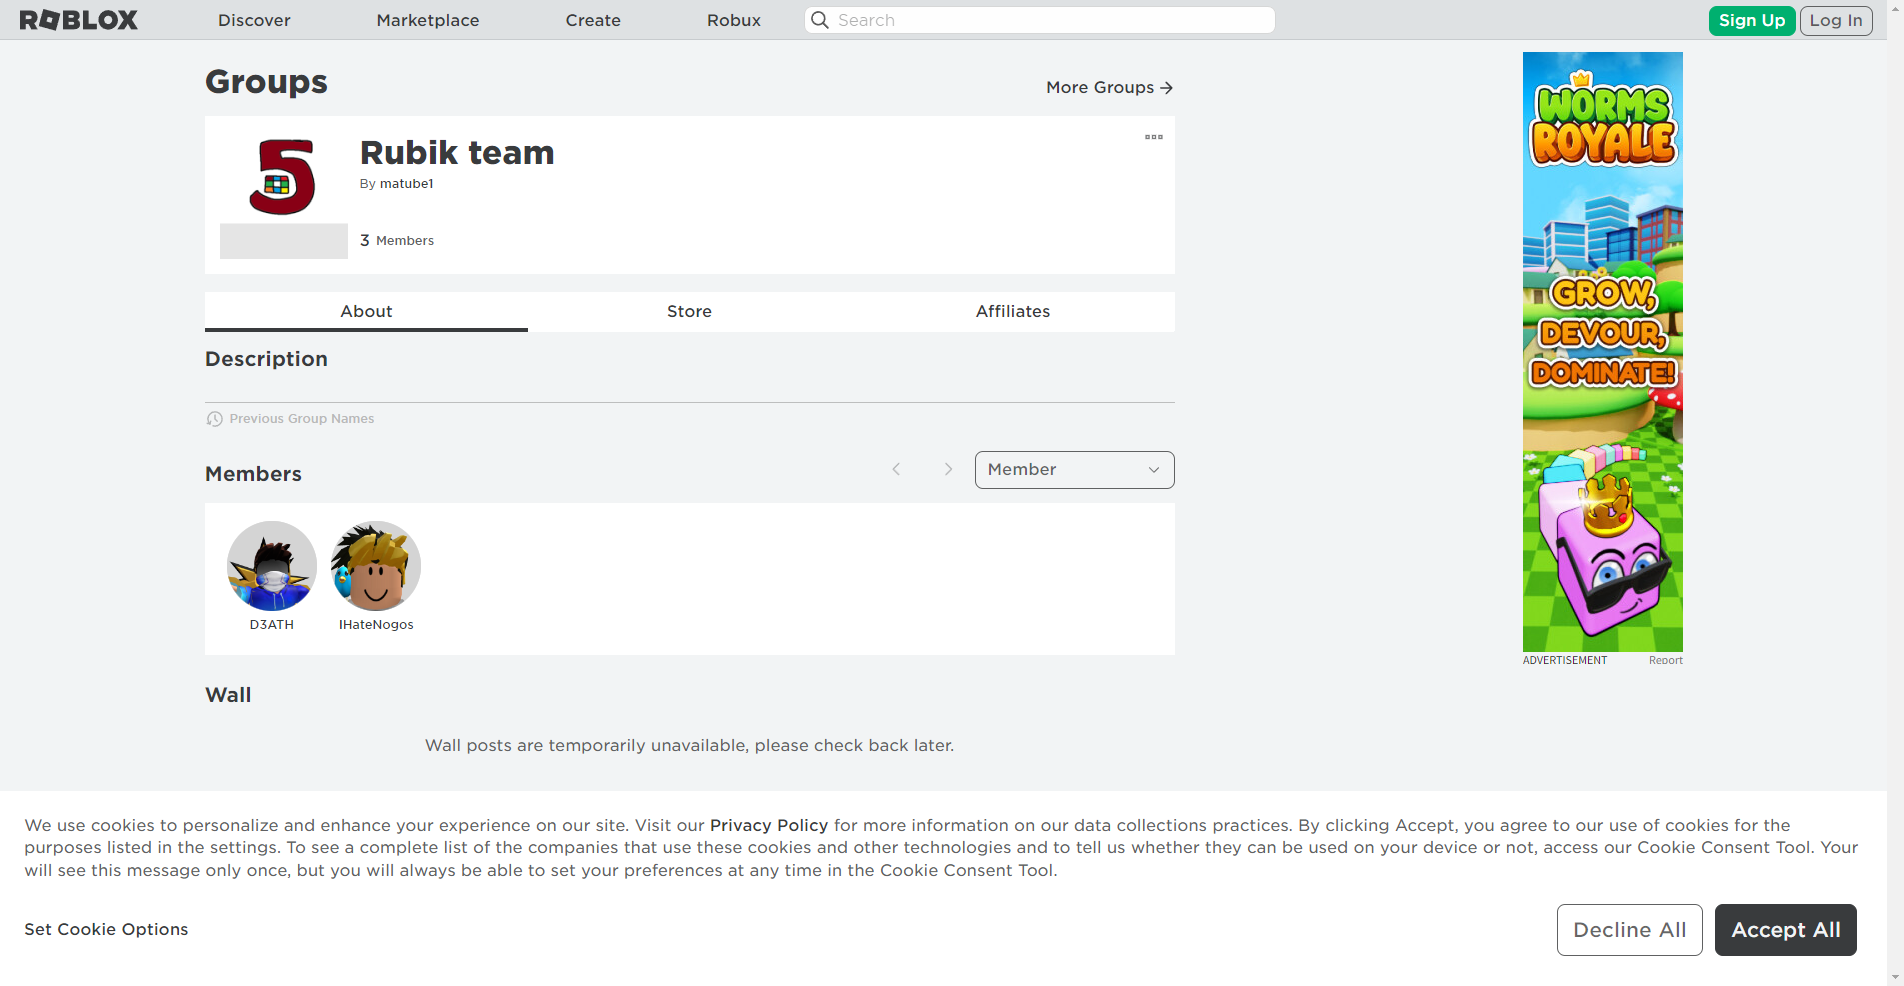 ROBLOX
Discover
Marketplace
Create
Robux
Search
Sign Up
Log In
Groups
More Groups
5
Rubik team
By matube1
3 Members
About
Store
Affiliates
Description
Previous Group Names
Members
Member
D3ATH
IHateNogos
Wall
Wall posts are temporarily unavailable, please check back later.
WORMS
ROYALE
GROW,
DEVOUR,
DOMINATE!
ADVERTISEMENT
Report
We use cookies to personalize and enhance your experience on our site. Visit our Privacy Policy for more information on our data collections practices. By clicking Accept, you agree to our use of cookies for the
purposes listed in the settings. To see a complete list of the companies that use these cookies and other technologies and to tell us whether they can be used on your device or not, access our Cookie Consent Tool. Your
will see this message only once, but you will always be able to set your preferences at any time in the Cookie Consent Tool.
Set Cookie Options
Decline All
Accept All